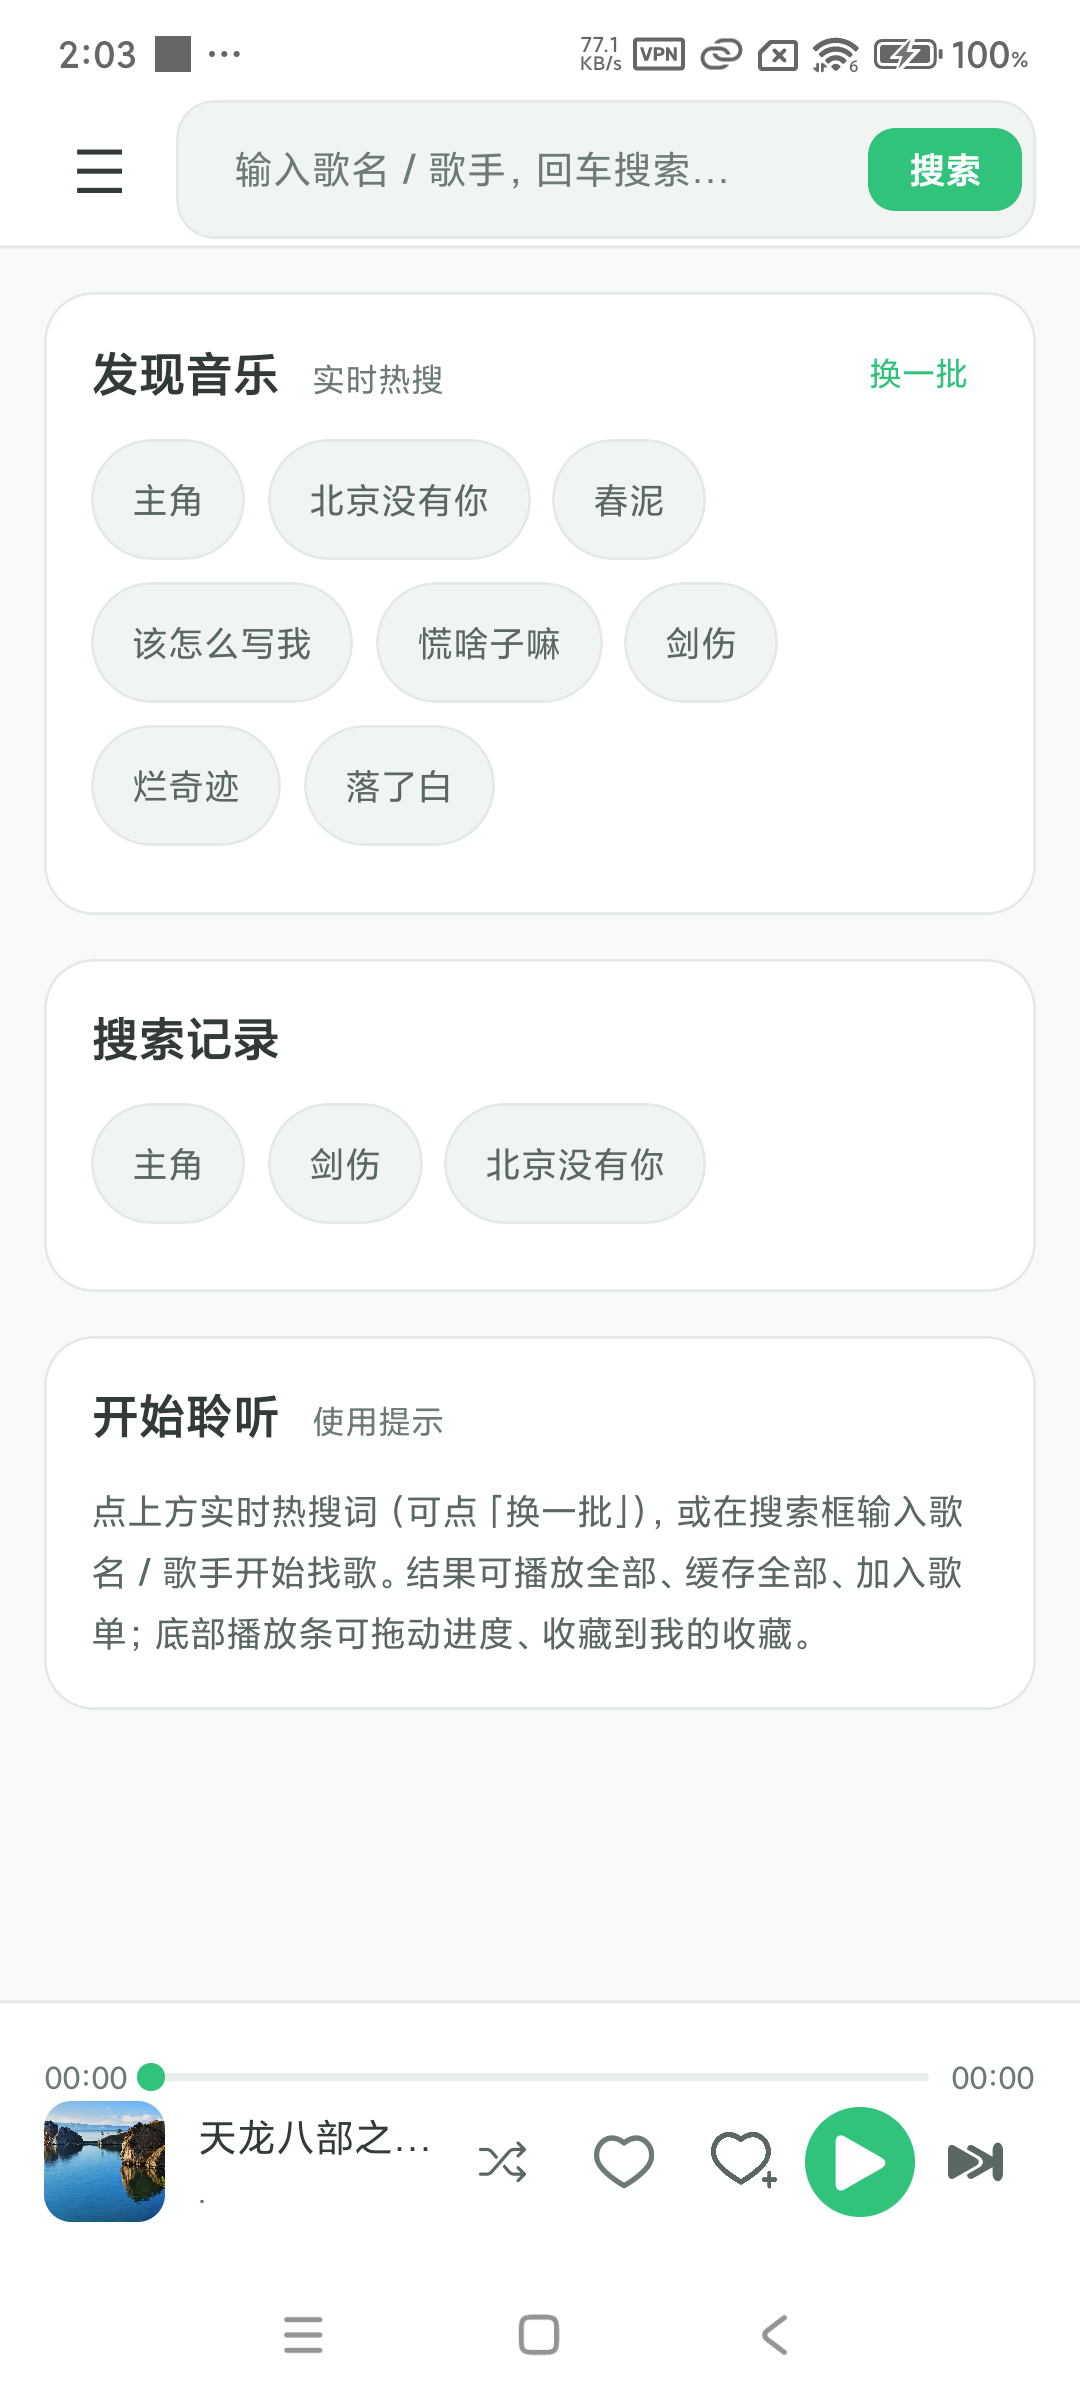 2:03 ... 77.1 KB/s VPN 6 100%
输入歌名 / 歌手, 回车搜索... 搜索
发现音乐 实时热搜 换一批
主角 北京没有你 春泥
该怎么写我 慌啥子嘛 剑伤
烂奇迹 落了白
搜索记录
主角 剑伤 北京没有你
开始聆听 使用提示
点上方实时热搜词（可点「换一批」），或在搜索框输入歌
名 / 歌手开始找歌。结果可播放全部、缓存全部、加入歌
单；底部播放条可拖动进度、收藏到我的收藏。
00:00 00:00
天龙八部之...
.